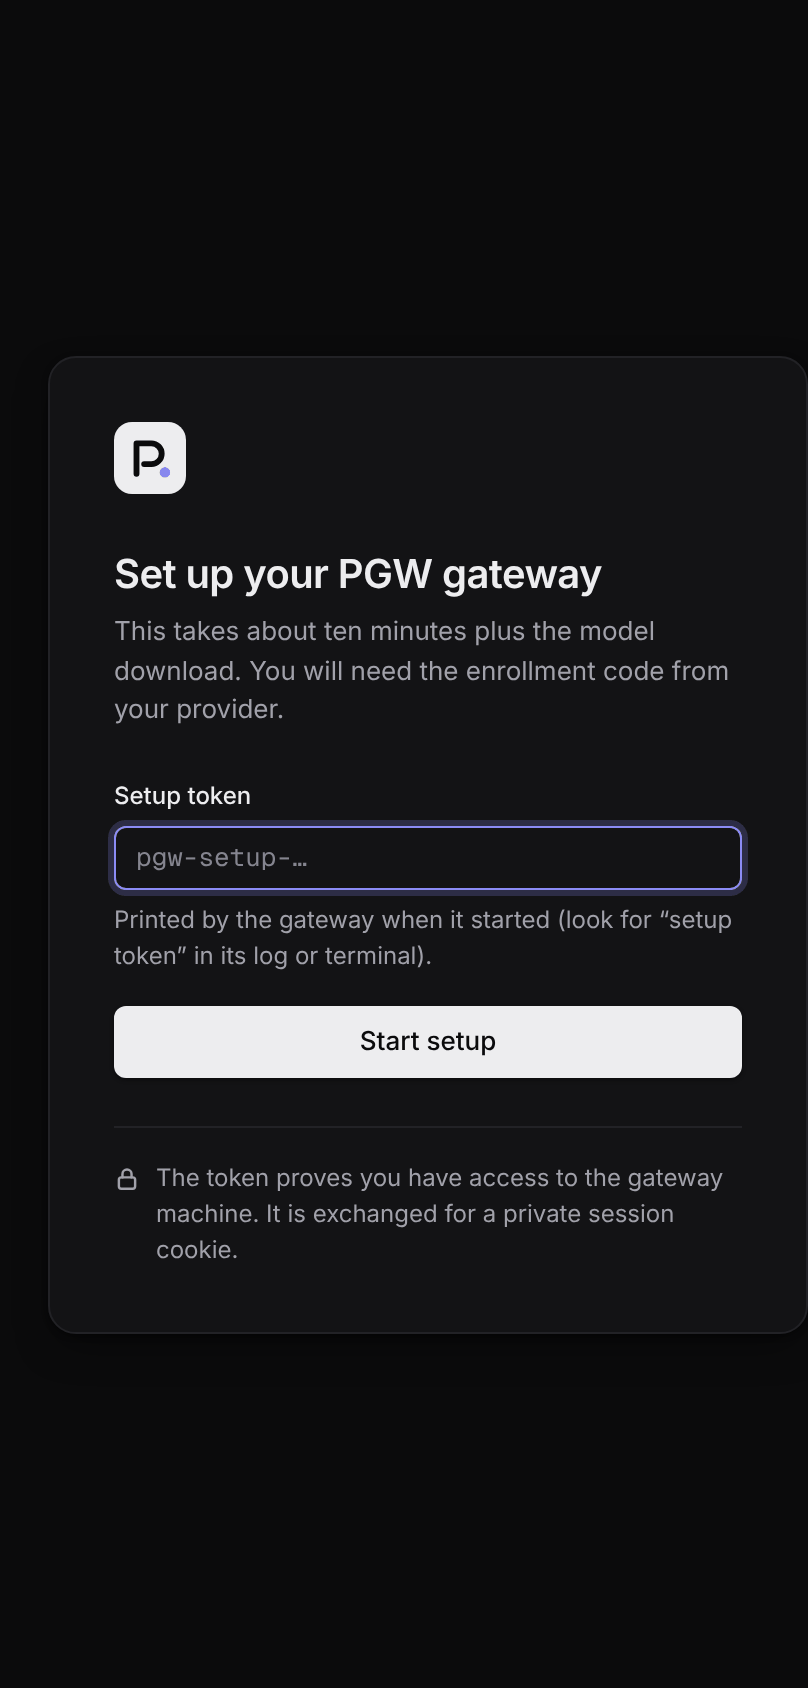 P.
Set up your PGW gateway
This takes about ten minutes plus the model
download. You will need the enrollment code from
your provider.
Setup token
pgw-setup-…
Printed by the gateway when it started (look for “setup
token” in its log or terminal).
Start setup
The token proves you have access to the gateway
machine. It is exchanged for a private session
cookie.